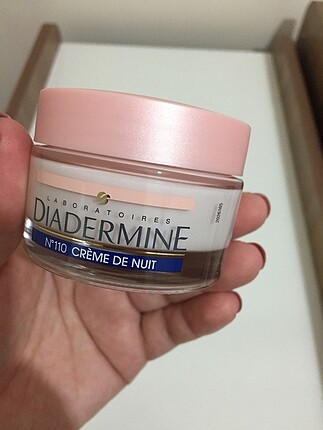 LABORATOIRES
DIADERMINE
N°110 CRÈME DE NUIT